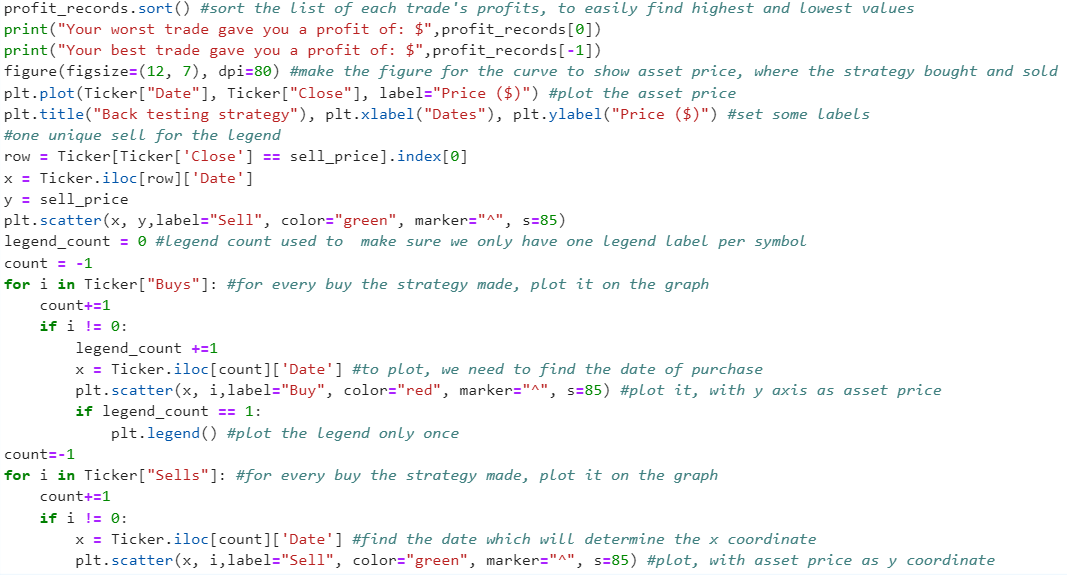 profit_records.sort() #sort the list of each trade's profits, to easily find highest and lowest values
print("Your worst trade gave you a profit of: $",profit_records[0])
print("Your best trade gave you a profit of: $",profit_records[-1])
figure(figsize=(12, 7), dpi=80) #make the figure for the curve to show asset price, where the strategy bought and sold
plt.plot(Ticker["Date"], Ticker["Close"], label="Price ($)") #plot the asset price
plt.title("Back testing strategy"), plt.xlabel("Dates"), plt.ylabel("Price ($)") #set some labels
#one unique sell for the legend
row = Ticker[Ticker['Close'] == sell_price].index[0]
x = Ticker.iloc[row]['Date']
y = sell_price
plt.scatter(x, y,label="Sell", color="green", marker="^", s=85)
legend_count = 0 #legend count used to  make sure we only have one legend label per symbol
count = -1
for i in Ticker["Buys"]: #for every buy the strategy made, plot it on the graph
    count+=1
    if i != 0:
        legend_count +=1
        x = Ticker.iloc[count]['Date'] #to plot, we need to find the date of purchase
        plt.scatter(x, i,label="Buy", color="red", marker="^", s=85) #plot it, with y axis as asset price
        if legend_count == 1:
            plt.legend() #plot the legend only once
count=-1
for i in Ticker["Sells"]: #for every buy the strategy made, plot it on the graph
    count+=1
    if i != 0:
        x = Ticker.iloc[count]['Date'] #find the date which will determine the x coordinate
        plt.scatter(x, i,label="Sell", color="green", marker="^", s=85) #plot, with asset price as y coordinate